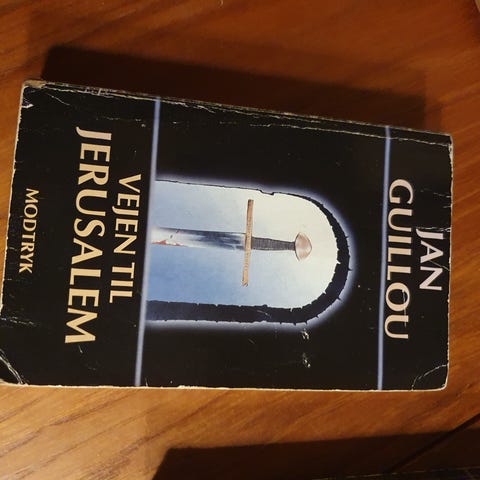 JAN
GUILLOU
VEJEN TIL
JERUSALEM
MODTRYK